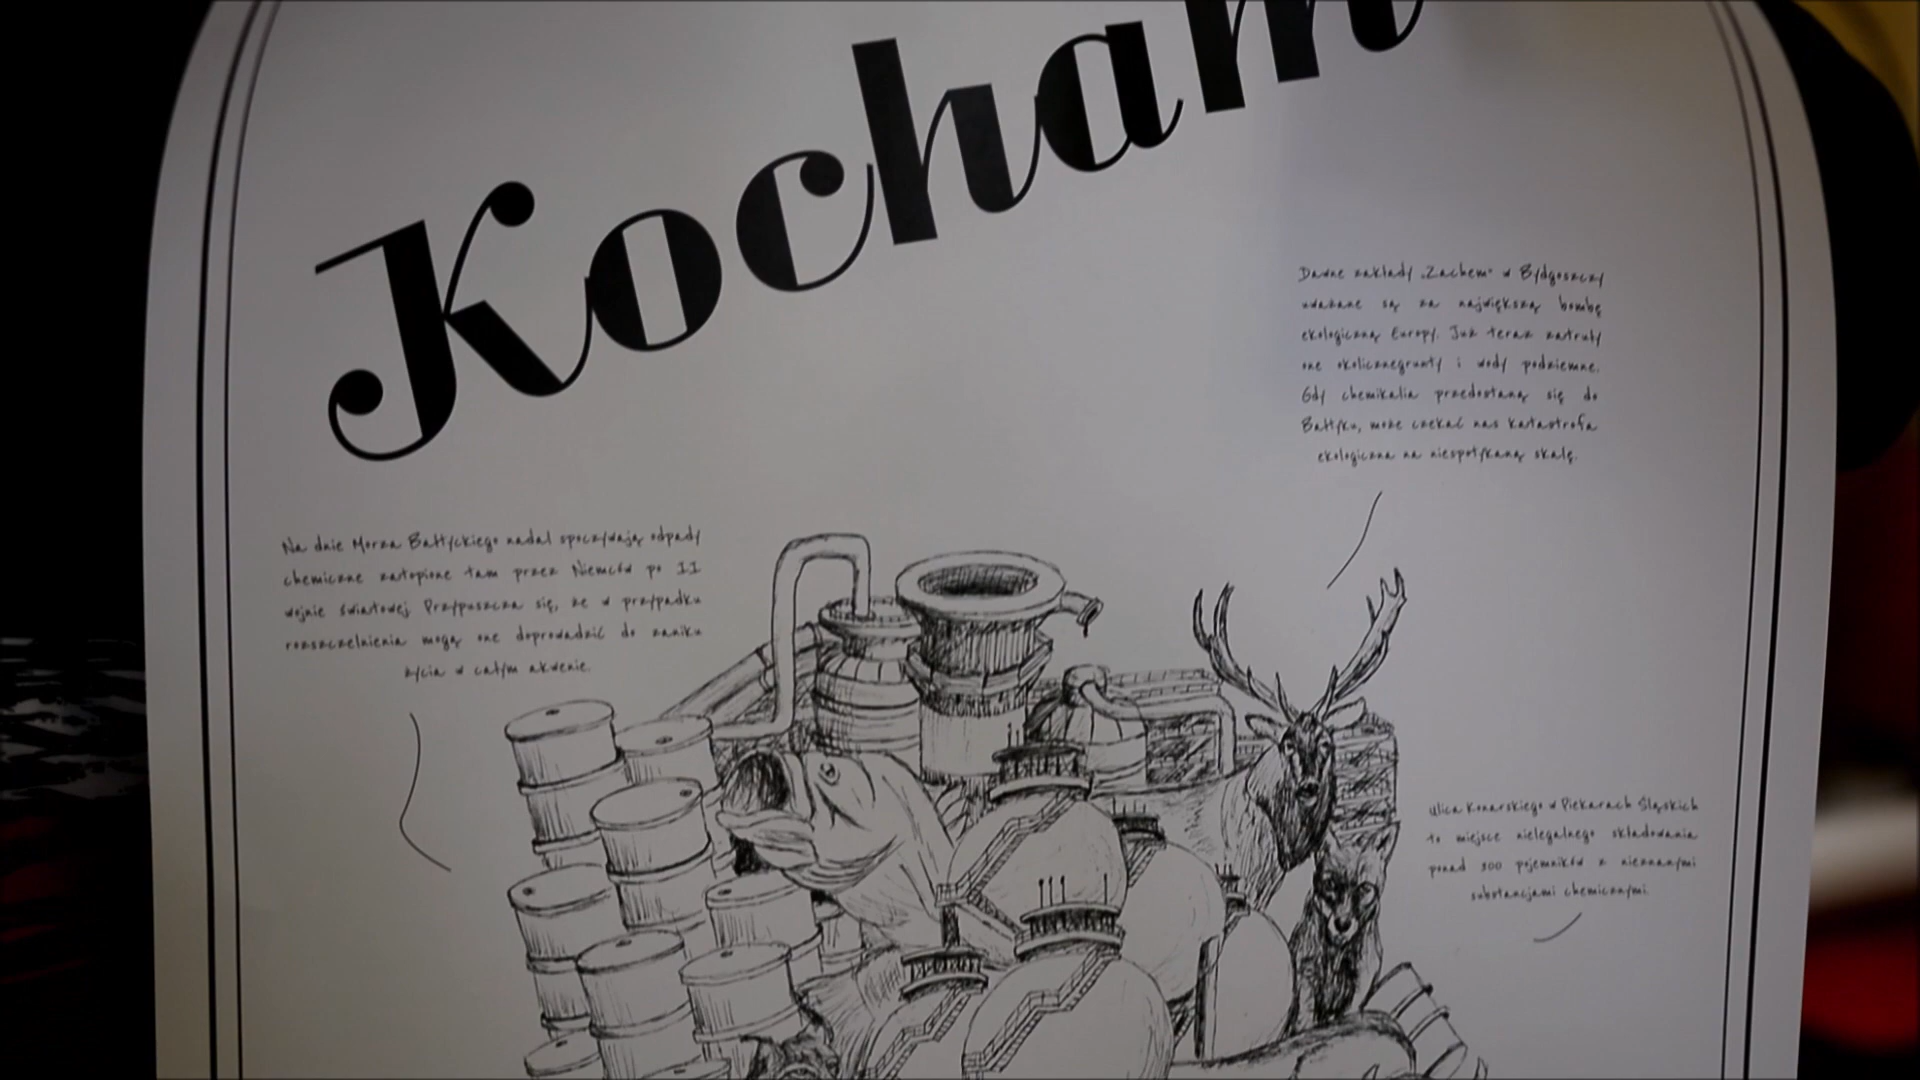 Kocham
Dawne zakłady „Zachem" w Bydgoszczy
uważane są za największą bombę
ekologiczną Europy. Już teraz zatruły
one okolicznegrunty i wody podziemne.
Gdy chemikalia przedostaną się do
Bałtyku, może czekać nas katastrofa
ekologiczna na niespotykaną skalę.
Na dnie Morza Bałtyckiego nadal spoczywają odpady
chemiczne zatopione tam przez Niemców po II
wojnie światowej. Przypuszcza się, że w przypadku
rozszczelnienia mogą one doprowadzić do zaniku
życia w całym akwenie.
ulica Konarskiego w Piekarach Śląskich
to miejsce nielegalnego składowania
ponad 300 pojemników z nieznanymi
substancjami chemicznymi.